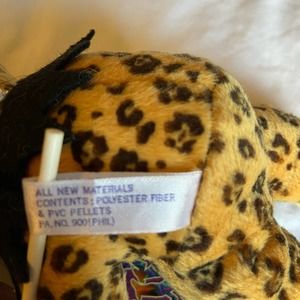 ALL NEW MATERIALS
CONTENTS: POLYESTER FIBER
& PVC PELLETS
PA. NO. 900!(PHIL)